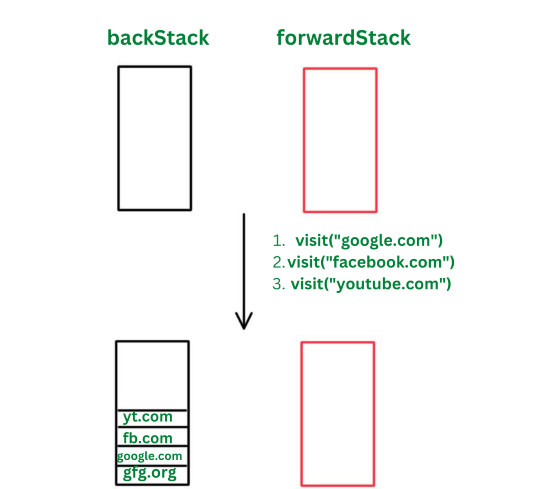 backStack forwardStack
1. visit("google.com")
2. visit("facebook.com")
3. visit("youtube.com")
yt.com
fb.com
google.com
gfg.org